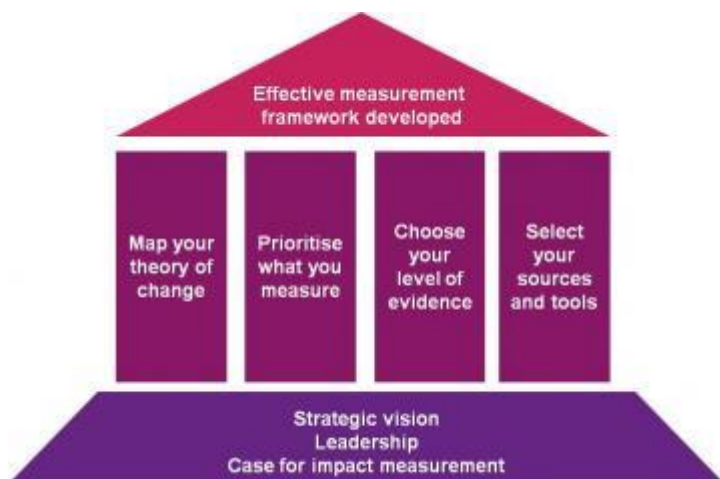 Effective measurement
framework developed
Map your
theory of
change
Prioritise
what you
measure
Choose
your
level of
evidence
Select
your
sources
and tools
Strategic vision
Leadership
Case for impact measurement